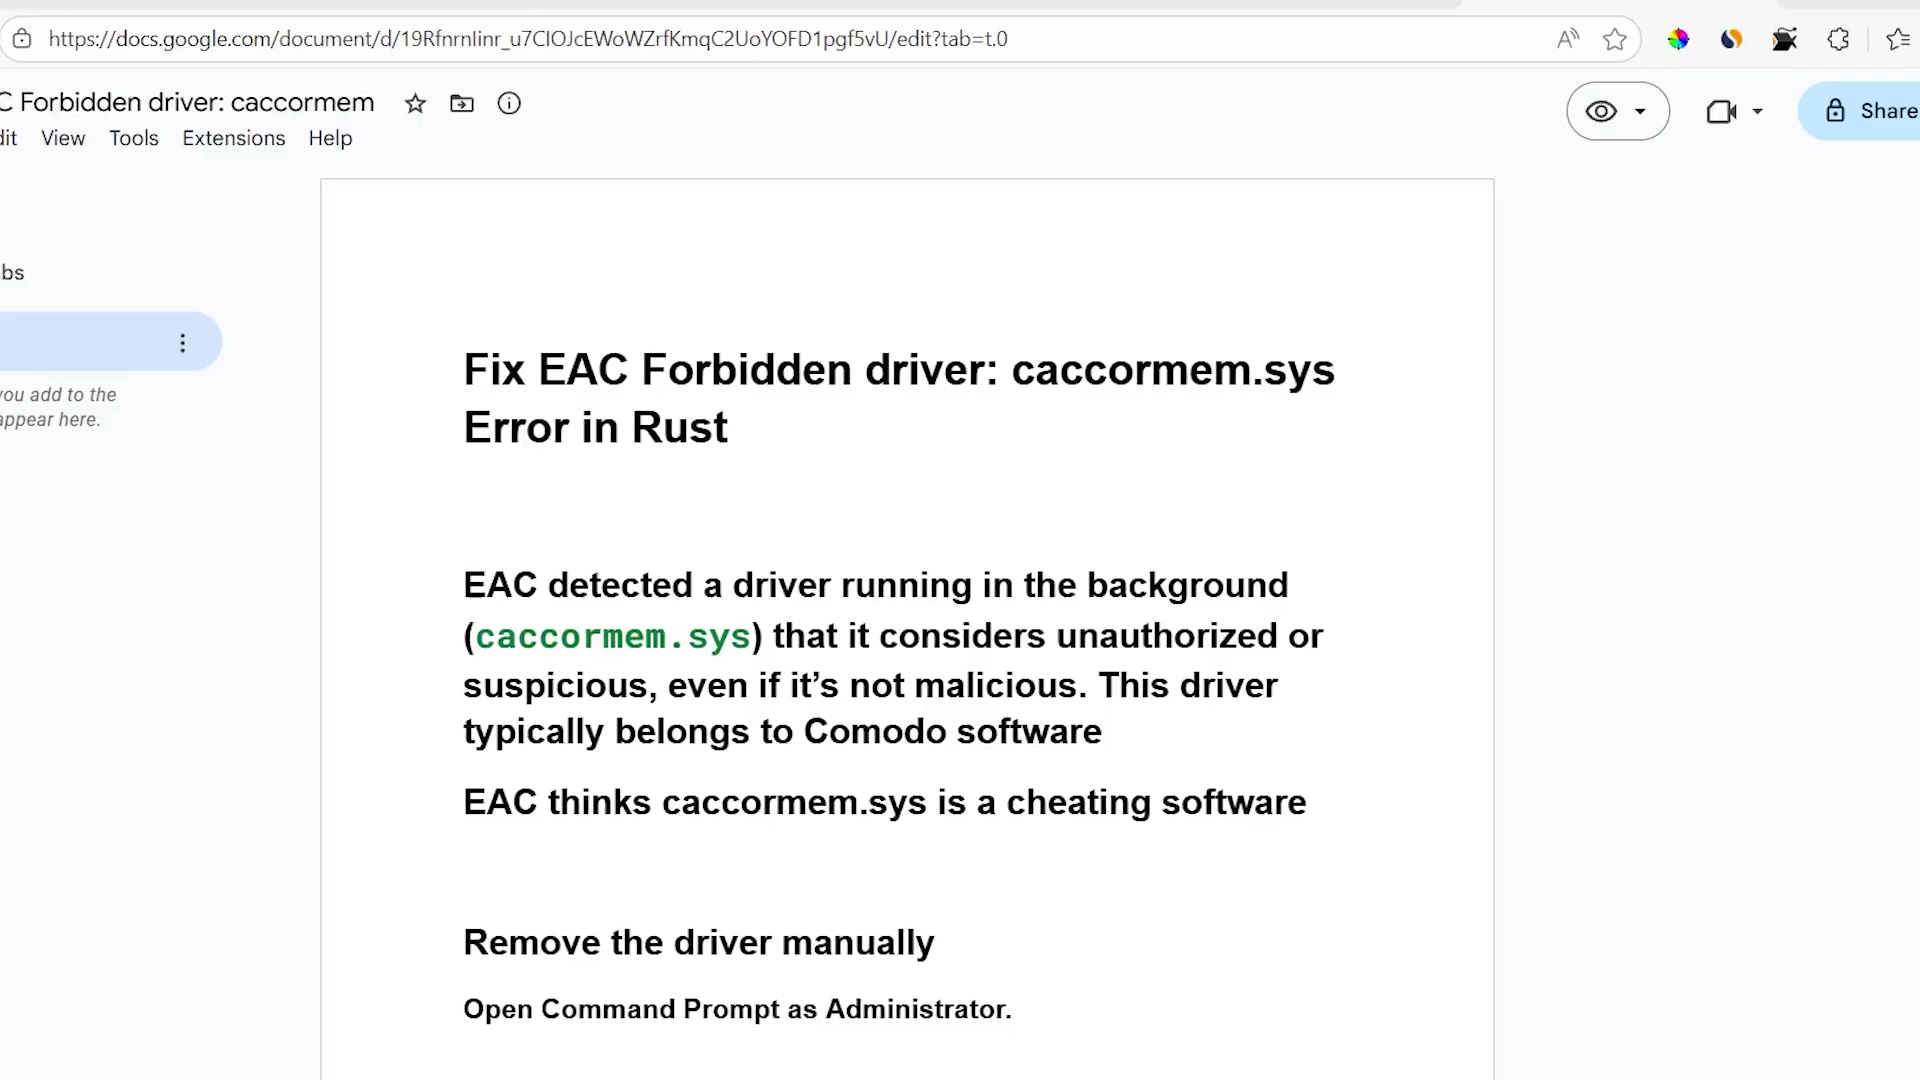 https://docs.google.com/document/d/19Rfnrnlinr_u7ClOJcEWoWZrfKmqC2UoYOFD1pgf5vU/edit?tab=t.0
C Forbidden driver: caccormem
dit View Tools Extensions Help
Share
bs
you add to the
appear here.
Fix EAC Forbidden driver: caccormem.sys
Error in Rust
EAC detected a driver running in the background
(caccormem.sys) that it considers unauthorized or
suspicious, even if it’s not malicious. This driver
typically belongs to Comodo software
EAC thinks caccormem.sys is a cheating software
Remove the driver manually
Open Command Prompt as Administrator.